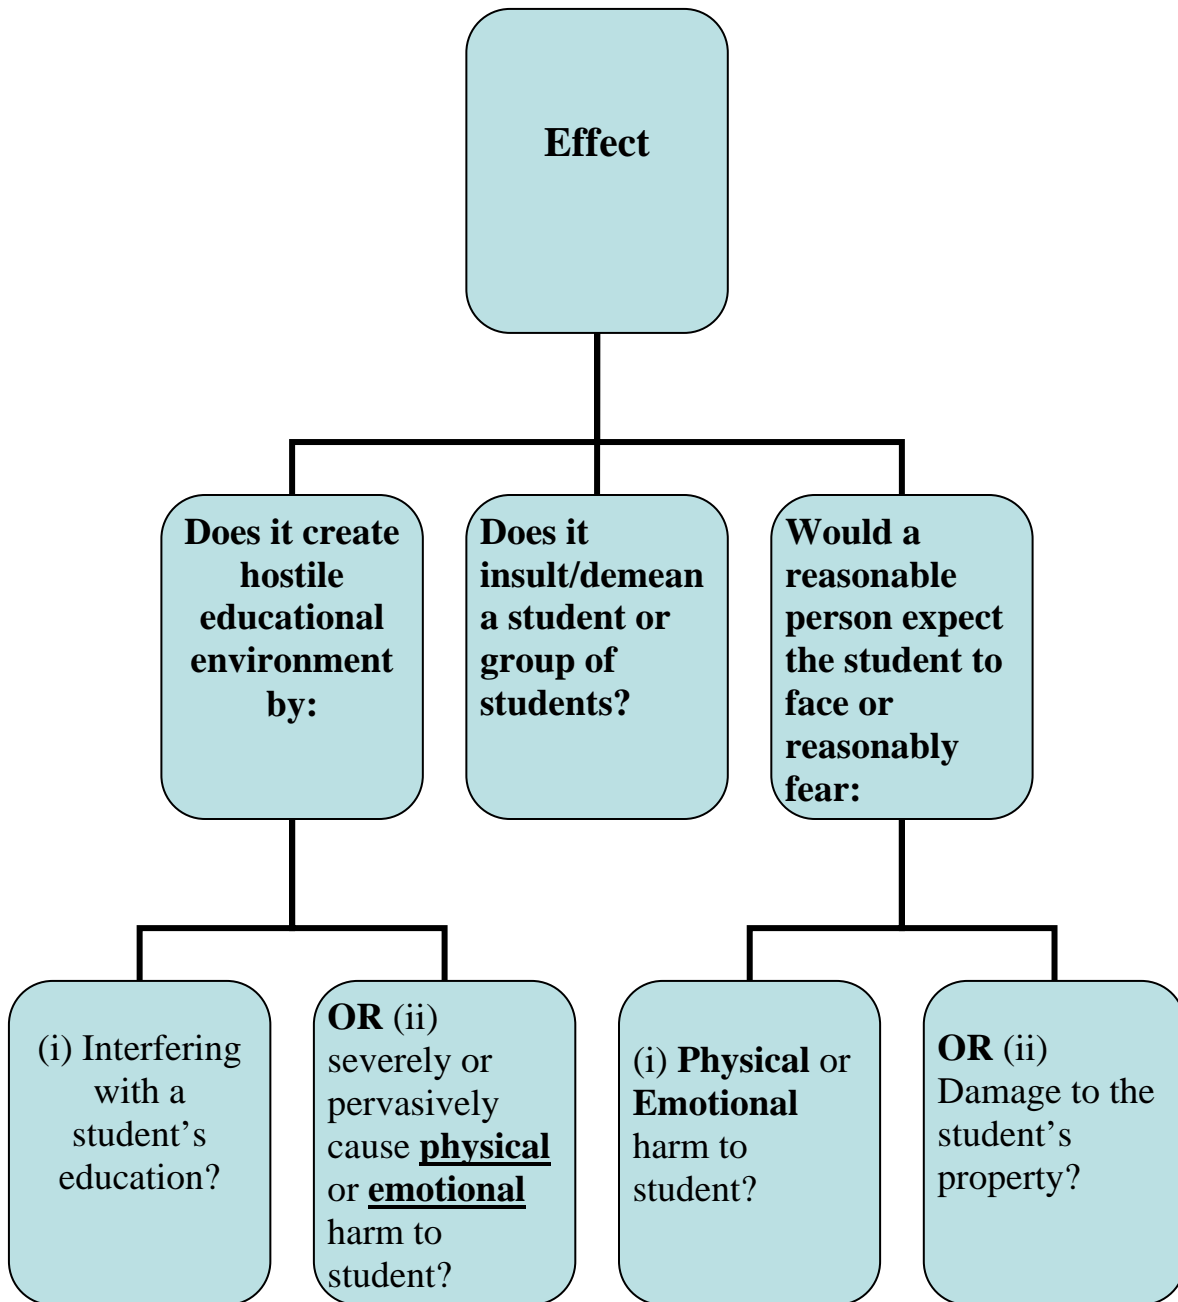 Effect
Does it create
hostile
educational
environment
by:
Does it
insult/demean
a student or
group of
students?
Would a
reasonable
person expect
the student to
face or
reasonably
fear:
(i) Interfering
with a
student’s
education?
OR (ii)
severely or
pervasively
cause physical
or emotional
harm to
student?
(i) Physical or
Emotional
harm to
student?
OR (ii)
Damage to the
student’s
property?